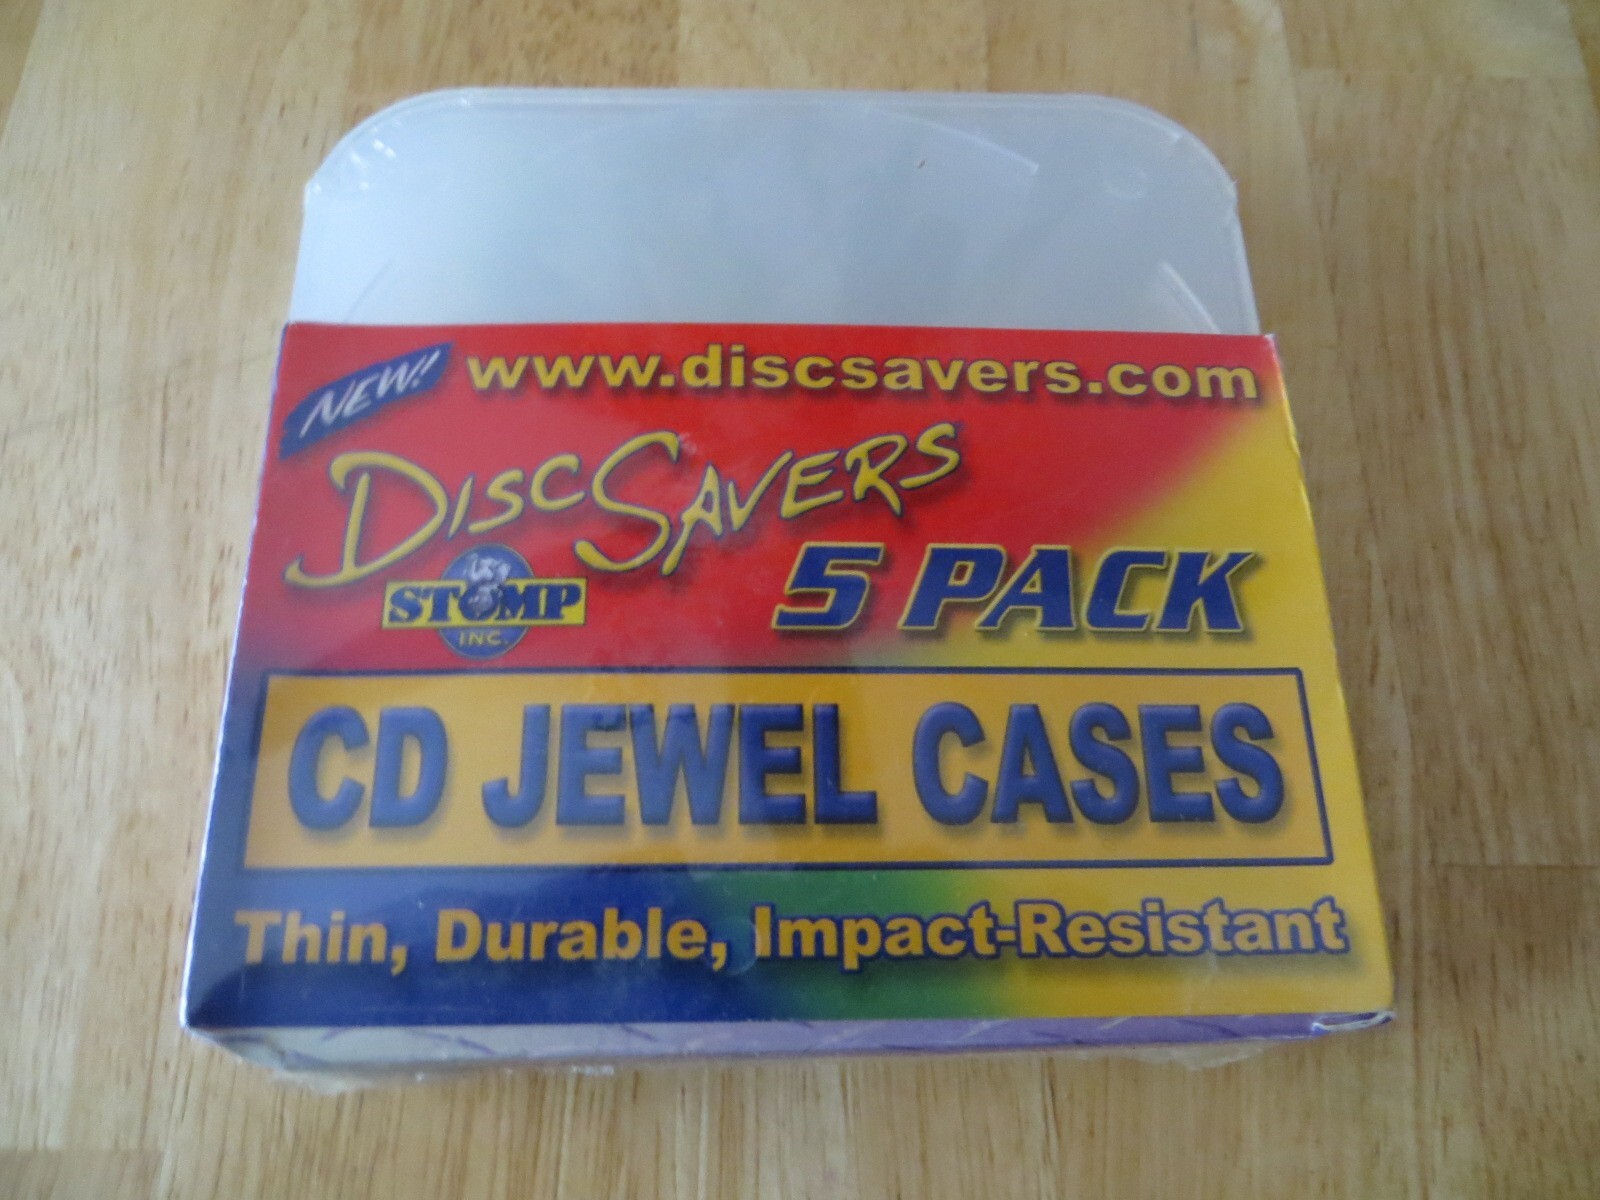 NEW! www.discsavers.com
DISCSAVERS
STOMP
INC.
5 PACK
CD JEWEL CASES
Thin, Durable, Impact-Resistant